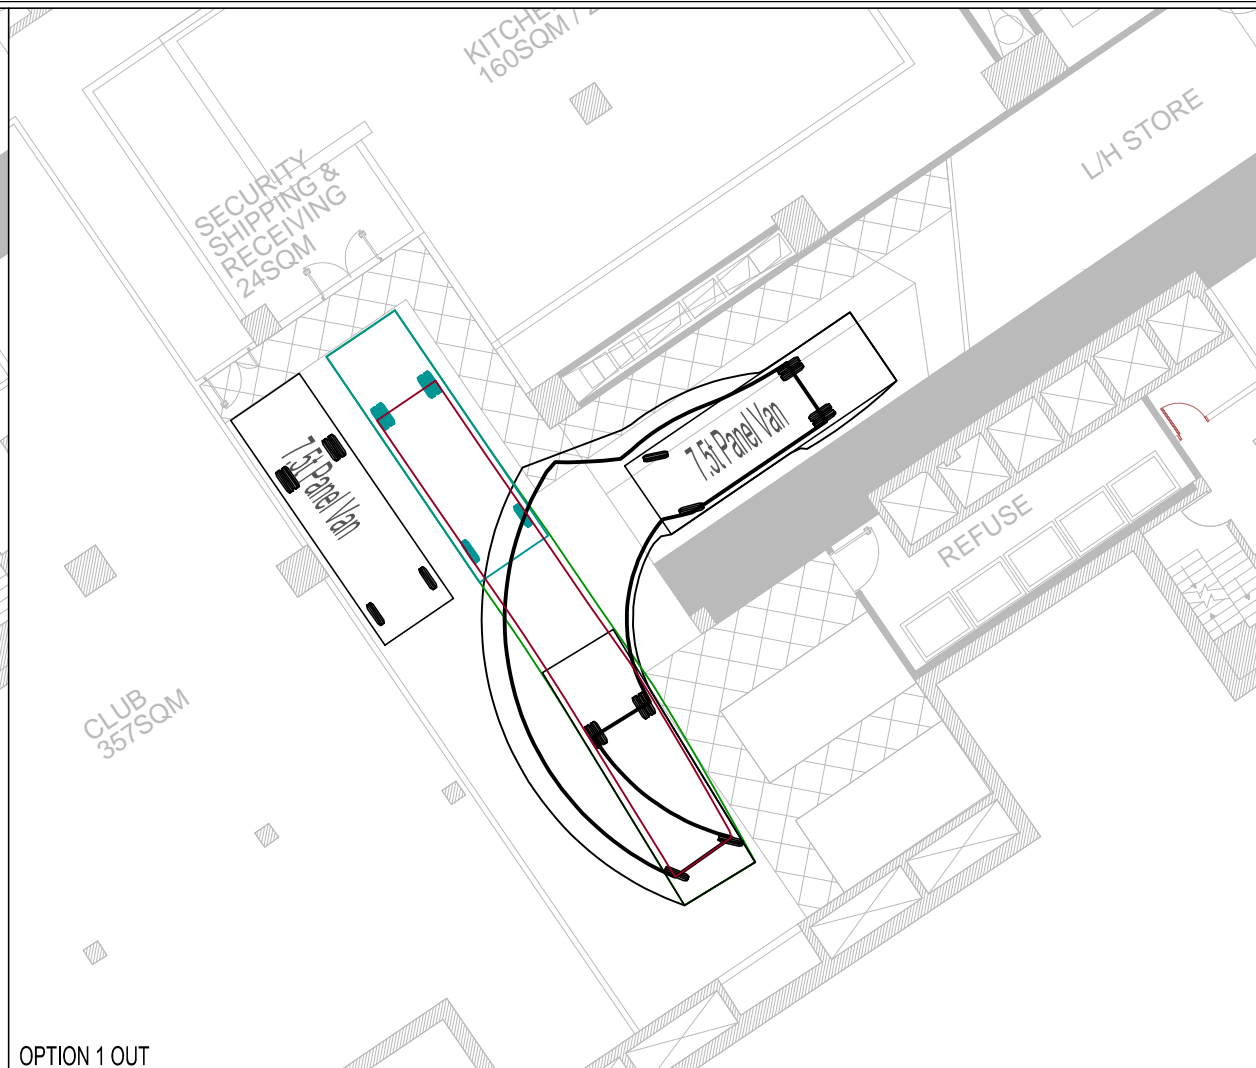 KITCHEN
160SQM /
SECURITY
SHIPPING &
RECEIVING
24SQM
L/H STORE
7.5t Panel Van
7.5t Panel Van
REFUSE
CLUB
357SQM
OPTION 1 OUT